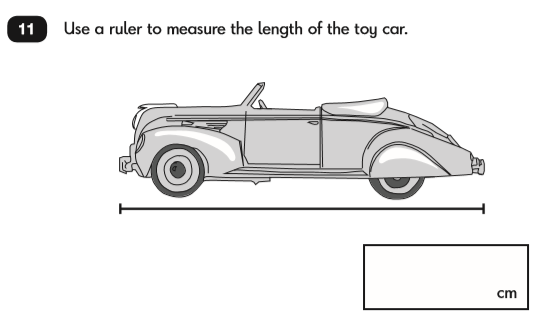 11 Use a ruler to measure the length of the toy car.
cm